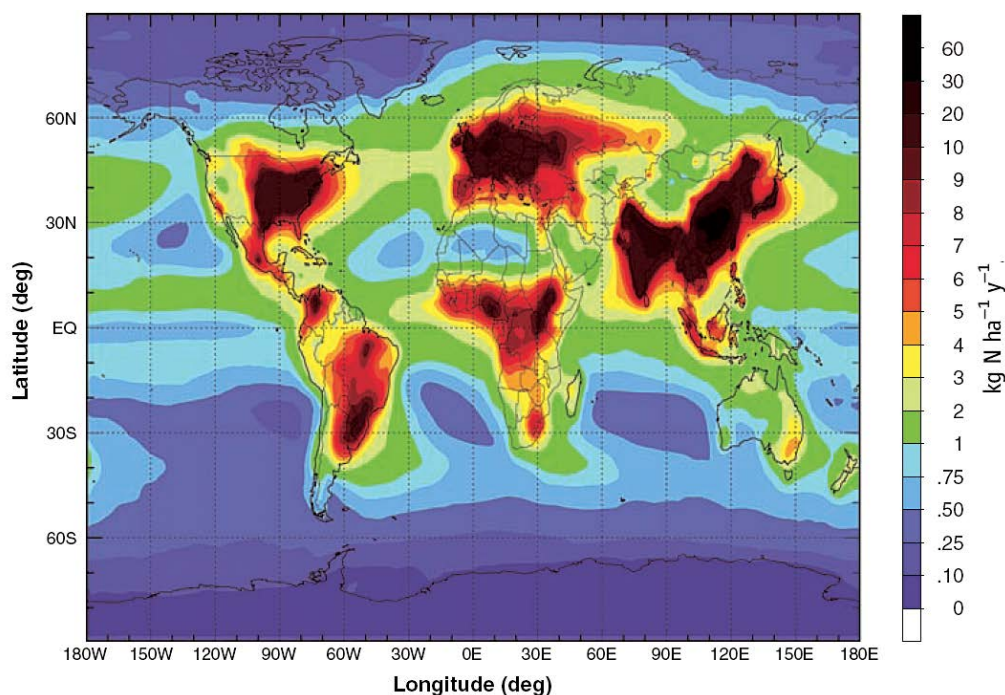 60N
30N
EQ
30S
60S
Latitude (deg)
180W 150W 120W 90W 60W 30W 0E 30E 60E 90E 120E 150E 180E
Longitude (deg)
60
30
20
10
9
8
7
6
5
4
3
2
1
.75
.50
.25
.10
0
kg N ha⁻¹ y⁻¹